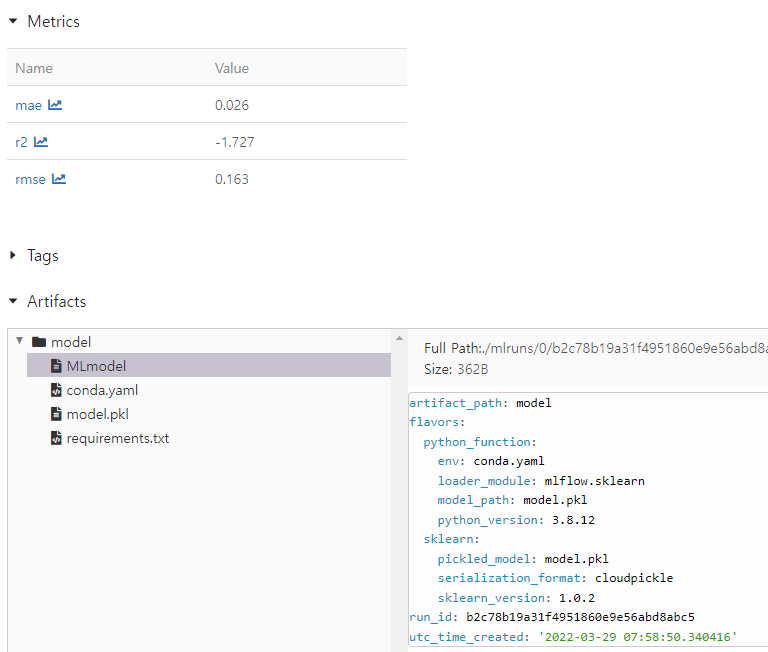 Metrics
Name Value
mae 0.026
r2 -1.727
rmse 0.163
Tags
Artifacts
model
MLmodel
conda.yaml
model.pkl
requirements.txt
Full Path:./mlruns/0/b2c78b19a31f4951860e9e56abd8a
Size: 362B
artifact_path: model
flavors:
python_function:
env: conda.yaml
loader_module: mlflow.sklearn
model_path: model.pkl
python_version: 3.8.12
sklearn:
pickled_model: model.pkl
serialization_format: cloudpickle
sklearn_version: 1.0.2
run_id: b2c78b19a31f4951860e9e56abd8abc5
utc_time_created: '2022-03-29 07:58:50.340416'